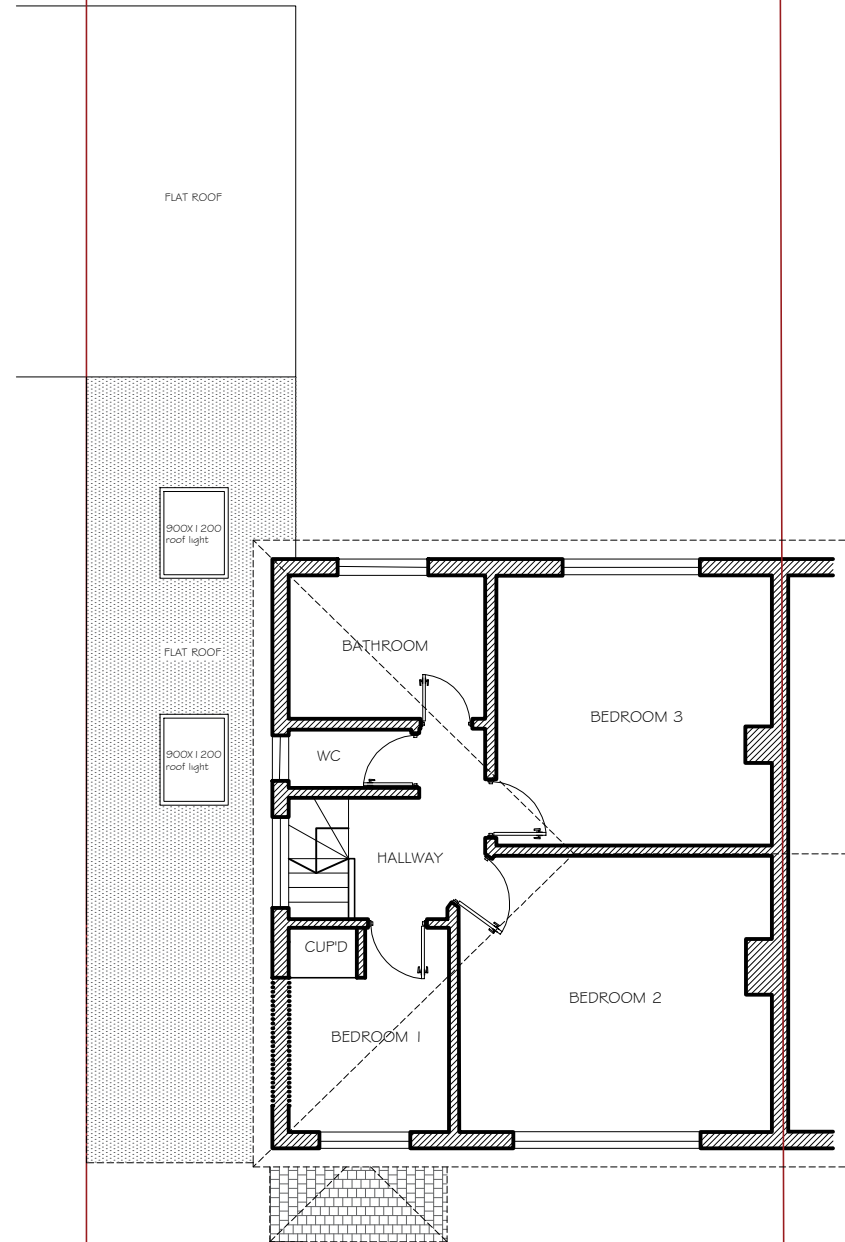 FLAT ROOF
900X1200
roof light
BATHROOM
FLAT ROOF
BEDROOM 3
WC
900X1200
roof light
HALLWAY
CUP'D
BEDROOM 2
BEDROOM 1